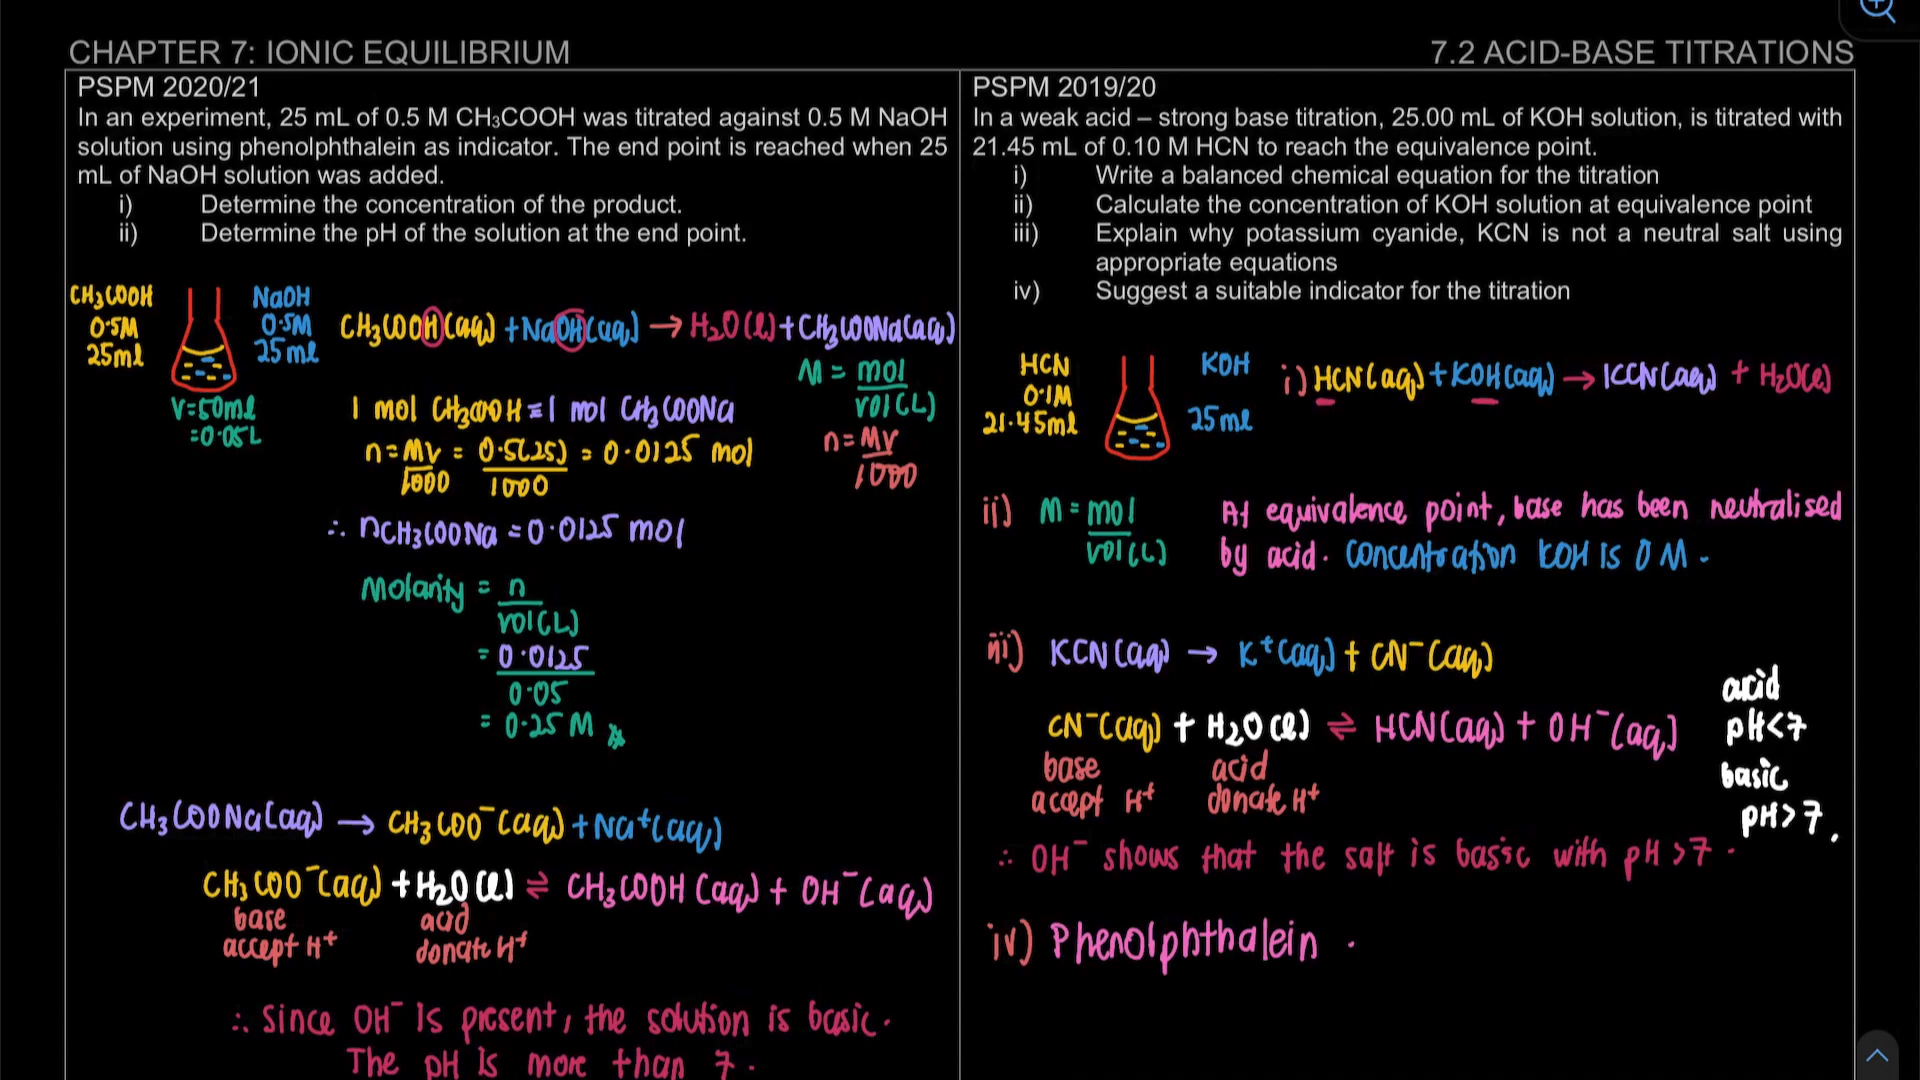 CHAPTER 7: IONIC EQUILIBRIUM
7.2 ACID-BASE TITRATIONS
PSPM 2020/21
In an experiment, 25 mL of 0.5 M CH₃COOH was titrated against 0.5 M NaOH
solution using phenolphthalein as indicator. The end point is reached when 25
mL of NaOH solution was added.
i) Determine the concentration of the product.
ii) Determine the pH of the solution at the end point.
CH₃COOH
0.5M
25ml
NaOH
0.5M
25ml
V=50ml
=0.05L
CH₃COOH(aq) + NaOH(aq) → H₂O(l) + CH₃COONa(aq)
M = mol
vol(L)
n = MV
1000
1 mol CH₃COOH ≡ 1 mol CH₃COONa
n = MV = 0.5(25) = 0.0125 mol
1000 1000
∴ nCH₃COONa = 0.0125 mol
Molarity = n
vol(L)
= 0.0125
0.05
= 0.25 M
CH₃COONa(aq) → CH₃COO⁻(aq) + Na⁺(aq)
CH₃COO⁻(aq) + H₂O(l) ⇌ CH₃COOH(aq) + OH⁻(aq)
base acid
accept H⁺ donate H⁺
∴ Since OH⁻ is present, the solution is basic.
The pH is more than 7.
PSPM 2019/20
In a weak acid – strong base titration, 25.00 mL of KOH solution, is titrated with
21.45 mL of 0.10 M HCN to reach the equivalence point.
i) Write a balanced chemical equation for the titration
ii) Calculate the concentration of KOH solution at equivalence point
iii) Explain why potassium cyanide, KCN is not a neutral salt using
appropriate equations
iv) Suggest a suitable indicator for the titration
HCN
0.1M
21.45ml
KOH
25ml
i) HCN(aq) + KOH(aq) → KCN(aq) + H₂O(l)
ii) M = mol
vol(L)
At equivalence point, base has been neutralised
by acid. Concentration KOH is 0 M.
iii) KCN(aq) → K⁺(aq) + CN⁻(aq)
CN⁻(aq) + H₂O(l) ⇌ HCN(aq) + OH⁻(aq)
base acid
accept H⁺ donate H⁺
acid
pH<7
basic
pH>7.
∴ OH⁻ shows that the salt is basic with pH >7.
iv) Phenolphthalein.